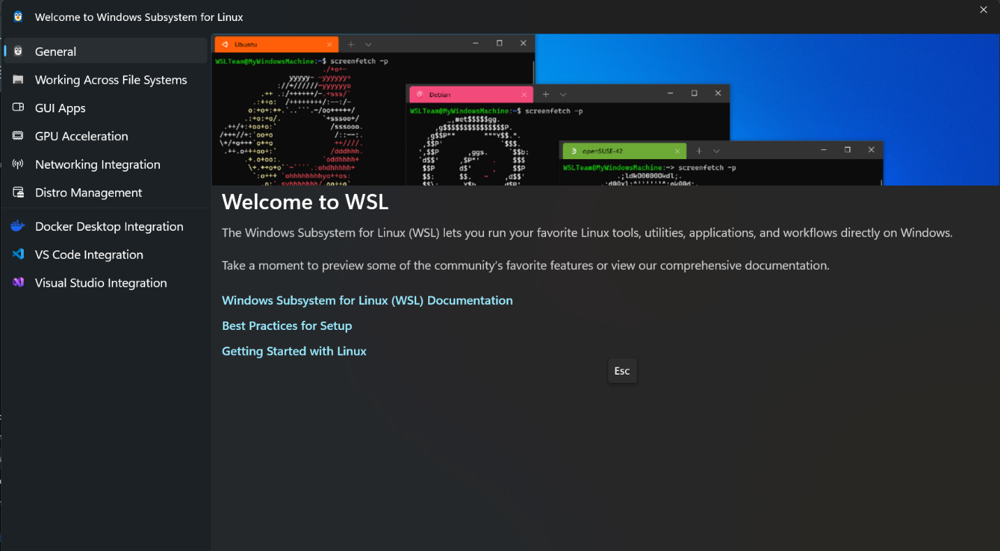 Welcome to Windows Subsystem for Linux
General
Working Across File Systems
GUI Apps
GPU Acceleration
Networking Integration
Distro Management
Docker Desktop Integration
VS Code Integration
Visual Studio Integration
Ubuntu
WSLTeam@MyWindowsMachine:~$ screenfetch -p
Debian
WSLTeam@MyWindowsMachine:~$ screenfetch -p
openSUSE-42
WSLTeam@MyWindowsMachine:~> screenfetch -p
Welcome to WSL
The Windows Subsystem for Linux (WSL) lets you run your favorite Linux tools, utilities, applications, and workflows directly on Windows.
Take a moment to preview some of the community’s favorite features or view our comprehensive documentation.
Windows Subsystem for Linux (WSL) Documentation
Best Practices for Setup
Getting Started with Linux
Esc